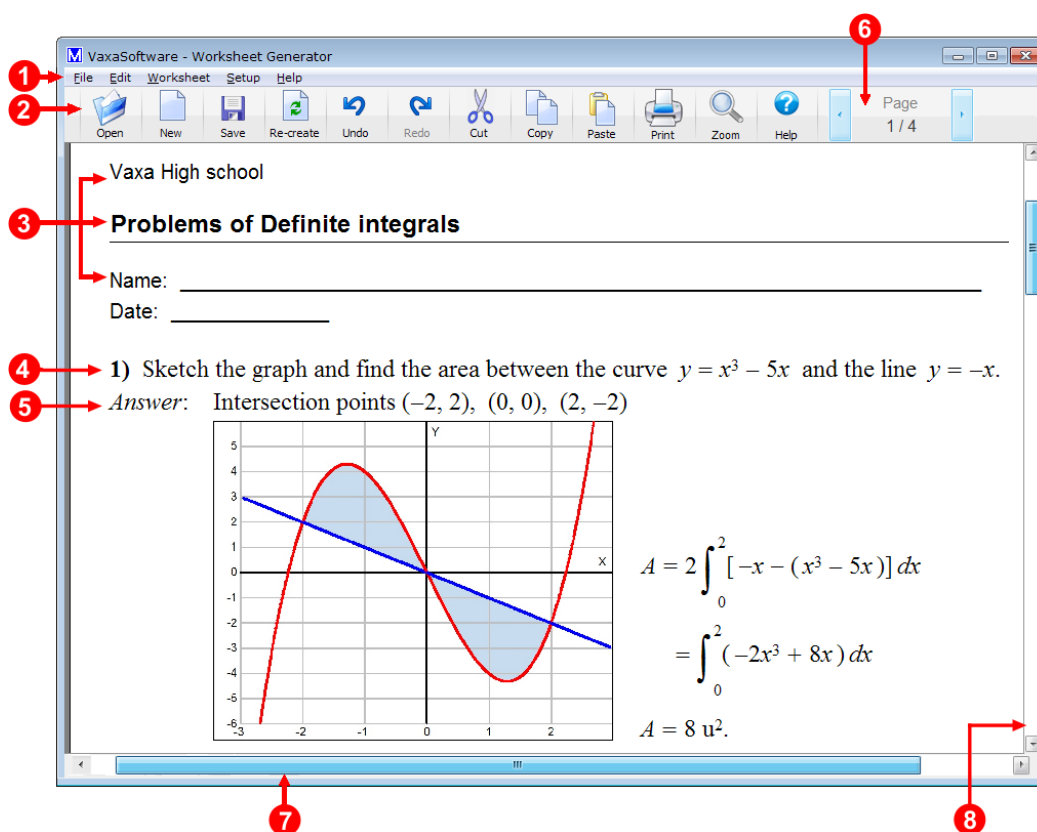 6
VaxaSoftware - Worksheet Generator
1
File Edit Worksheet Setup Help
2
Open New Save Re-create Undo Redo Cut Copy Paste Print Zoom Help
Page
1 / 4
Vaxa High school
3
Problems of Definite integrals
Name:
Date:
4
1) Sketch the graph and find the area between the curve y = x³ – 5x and the line y = –x.
5
Answer: Intersection points (–2, 2), (0, 0), (2, –2)
Y
5
4
3
2
1
0
-1
-2
-3
-4
-5
-6
X
-3 -2 -1 0 1 2
A = 2 ∫₀² [–x – (x³ – 5x)] dx
= ∫₀² (–2x³ + 8x) dx
A = 8 u².
7
8